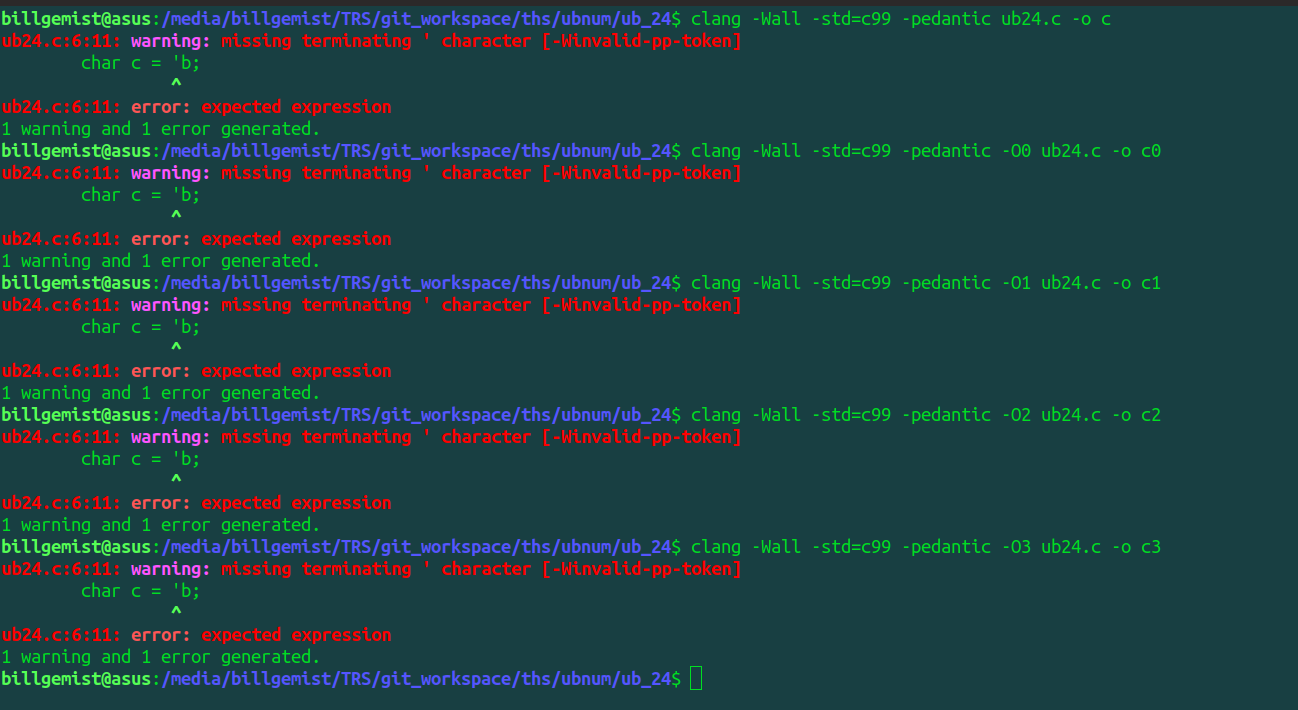 billgemist@asus:/media/billgemist/TRS/git_workspace/ths/ubnum/ub_24$ clang -Wall -std=c99 -pedantic ub24.c -o c
ub24.c:6:11: warning: missing terminating ' character [-Winvalid-pp-token]
        char c = 'b;
                 ^
ub24.c:6:11: error: expected expression
1 warning and 1 error generated.
billgemist@asus:/media/billgemist/TRS/git_workspace/ths/ubnum/ub_24$ clang -Wall -std=c99 -pedantic -O0 ub24.c -o c0
ub24.c:6:11: warning: missing terminating ' character [-Winvalid-pp-token]
        char c = 'b;
                 ^
ub24.c:6:11: error: expected expression
1 warning and 1 error generated.
billgemist@asus:/media/billgemist/TRS/git_workspace/ths/ubnum/ub_24$ clang -Wall -std=c99 -pedantic -O1 ub24.c -o c1
ub24.c:6:11: warning: missing terminating ' character [-Winvalid-pp-token]
        char c = 'b;
                 ^
ub24.c:6:11: error: expected expression
1 warning and 1 error generated.
billgemist@asus:/media/billgemist/TRS/git_workspace/ths/ubnum/ub_24$ clang -Wall -std=c99 -pedantic -O2 ub24.c -o c2
ub24.c:6:11: warning: missing terminating ' character [-Winvalid-pp-token]
        char c = 'b;
                 ^
ub24.c:6:11: error: expected expression
1 warning and 1 error generated.
billgemist@asus:/media/billgemist/TRS/git_workspace/ths/ubnum/ub_24$ clang -Wall -std=c99 -pedantic -O3 ub24.c -o c3
ub24.c:6:11: warning: missing terminating ' character [-Winvalid-pp-token]
        char c = 'b;
                 ^
ub24.c:6:11: error: expected expression
1 warning and 1 error generated.
billgemist@asus:/media/billgemist/TRS/git_workspace/ths/ubnum/ub_24$